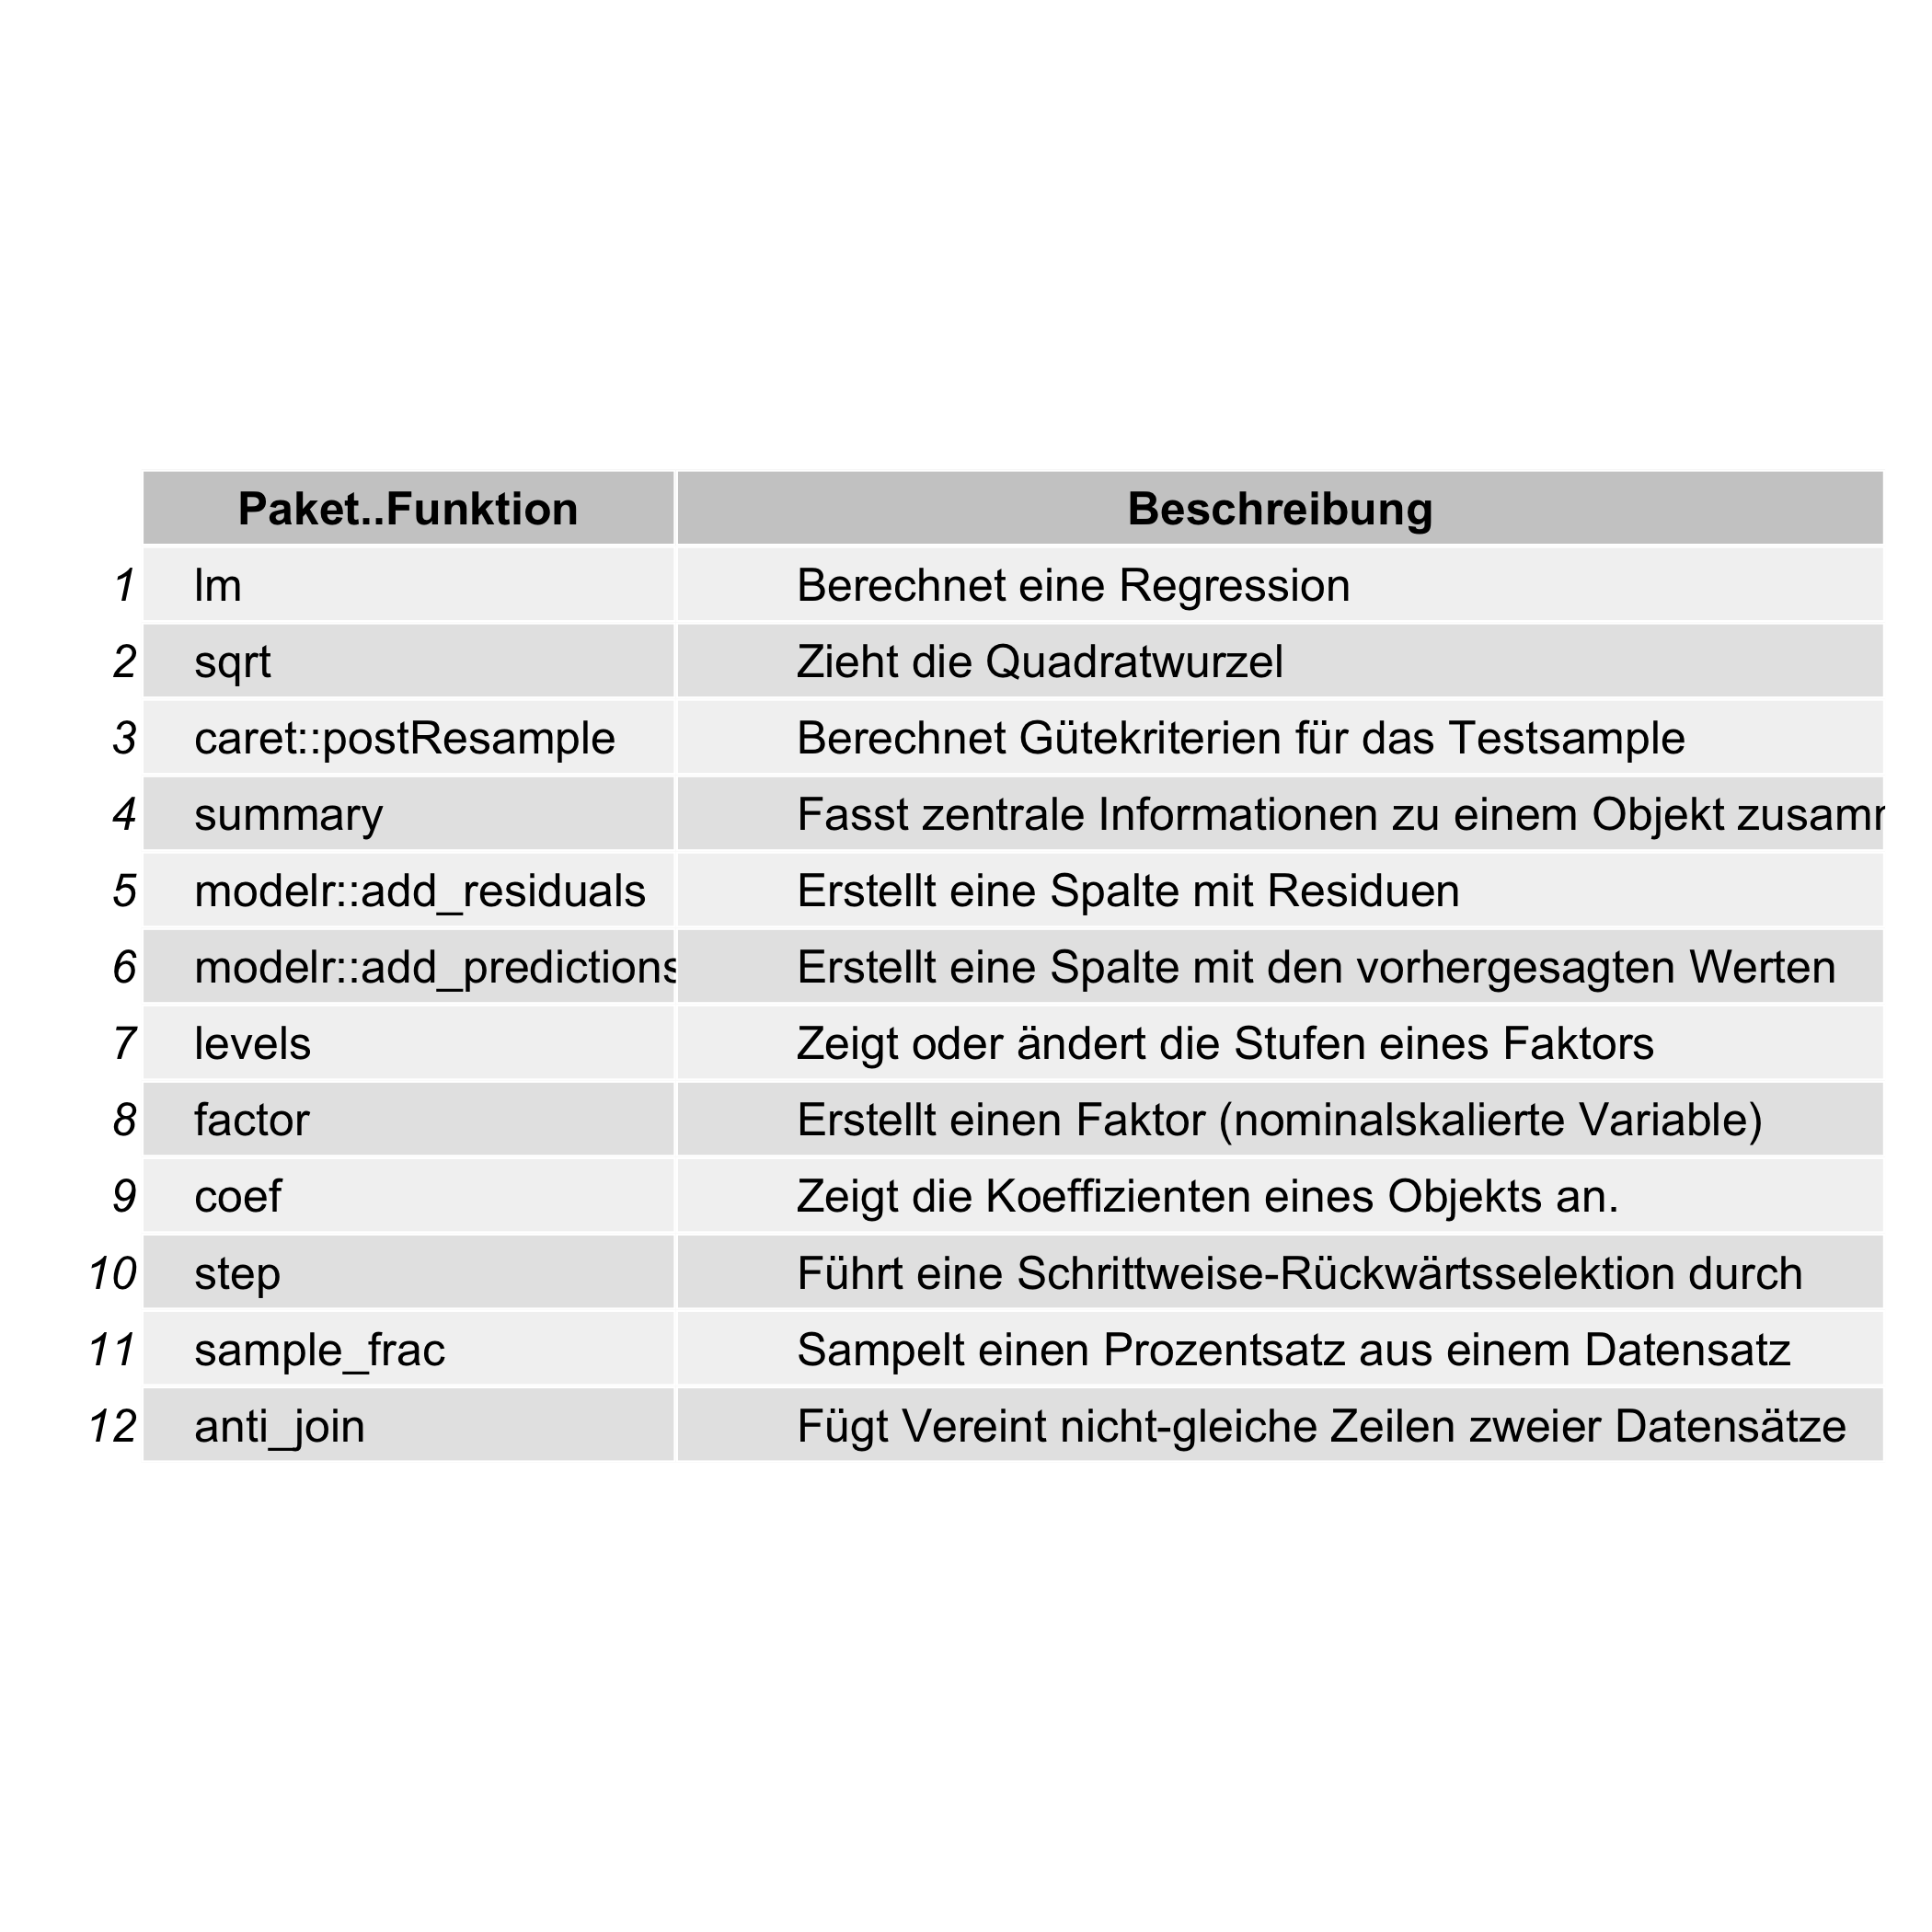 Paket..Funktion Beschreibung
1 lm Berechnet eine Regression
2 sqrt Zieht die Quadratwurzel
3 caret::postResample Berechnet Gütekriterien für das Testsample
4 summary Fasst zentrale Informationen zu einem Objekt
5 modelr::add_residuals Erstellt eine Spalte mit Residuen
6 modelr::add_predictions Erstellt eine Spalte mit den vorhergesagten Werten
7 levels Zeigt oder ändert die Stufen eines Faktors
8 factor Erstellt einen Faktor (nominalskalierte Variable)
9 coef Zeigt die Koeffizienten eines Objekts an.
10 step Führt eine Schrittweise-Rückwärtsselektion durch
11 sample_frac Sampelt einen Prozentsatz aus einem Datensatz
12 anti_join Fügt Vereint nicht-gleiche Zeilen zweier Datensätze